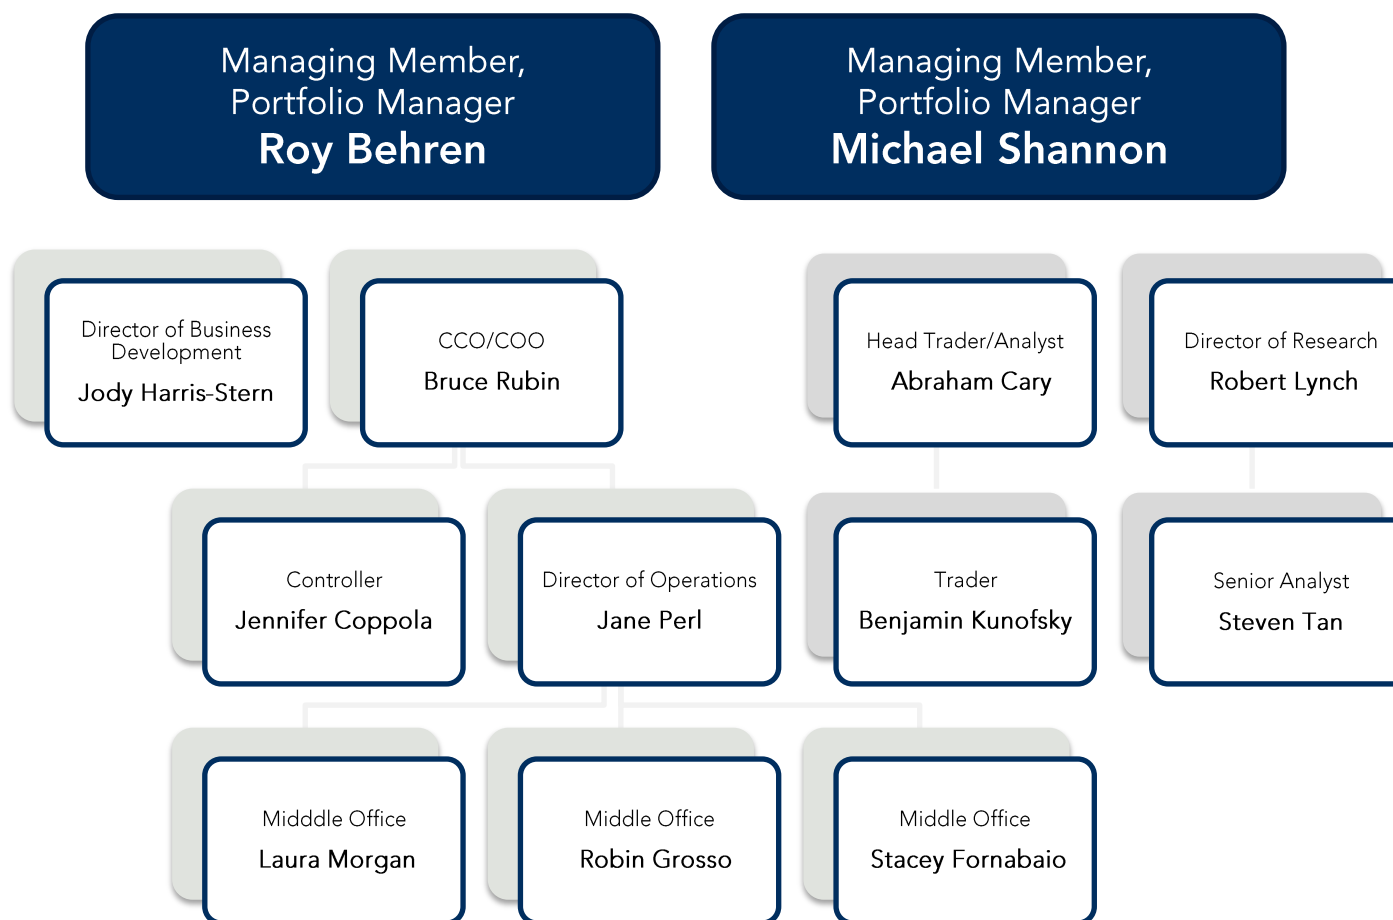 Managing Member,
Portfolio Manager
Roy Behren
Managing Member,
Portfolio Manager
Michael Shannon
Director of Business
Development
Jody Harris-Stern
CCO/COO
Bruce Rubin
Head Trader/Analyst
Abraham Cary
Director of Research
Robert Lynch
Controller
Jennifer Coppola
Director of Operations
Jane Perl
Trader
Benjamin Kunofsky
Senior Analyst
Steven Tan
Midddle Office
Laura Morgan
Middle Office
Robin Grosso
Middle Office
Stacey Fornabaio